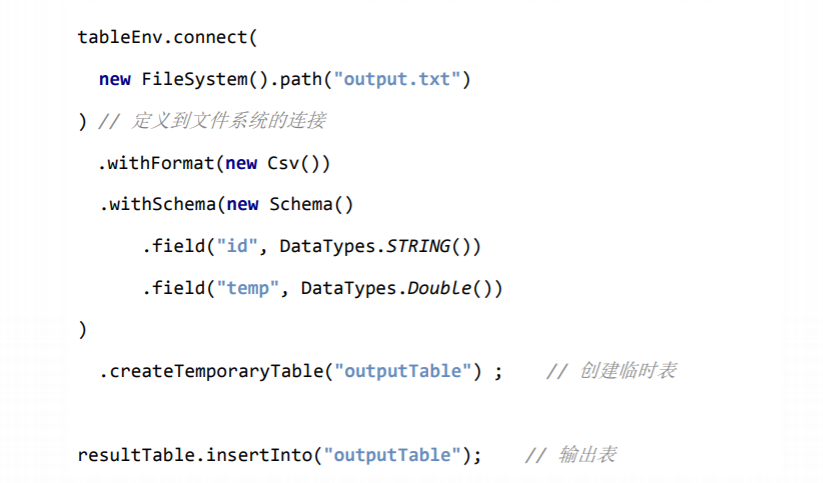 tableEnv.connect(
new FileSystem().path("output.txt")
) // 定义到文件系统的连接
.withFormat(new Csv())
.withSchema(new Schema()
.field("id", DataTypes.STRING())
.field("temp", DataTypes.Double())
)
.createTemporaryTable("outputTable") ; // 创建临时表
resultTable.insertInto("outputTable"); // 输出表